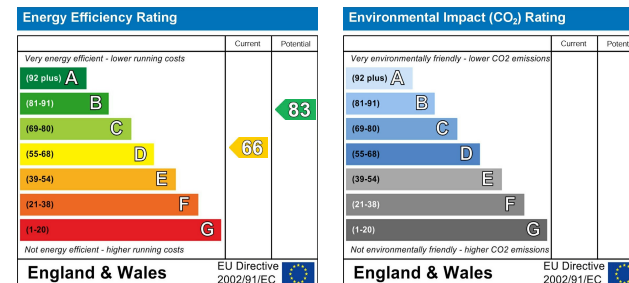 Energy Efficiency Rating
Current Potential
Very energy efficient - lower running costs
(92 plus) A
(81-91) B
83
(69-80) C
(55-68) D
66
(39-54) E
(21-38) F
(1-20) G
Not energy efficient - higher running costs
England & Wales
EU Directive
2002/91/EC
Environmental Impact (CO₂) Rating
Current Potent
Very environmentally friendly - lower CO2 emissions
(92 plus) A
(81-91) B
(69-80) C
(55-68) D
(39-54) E
(21-38) F
(1-20) G
Not environmentally friendly - higher CO2 emissions
England & Wales
EU Directive
2002/91/EC